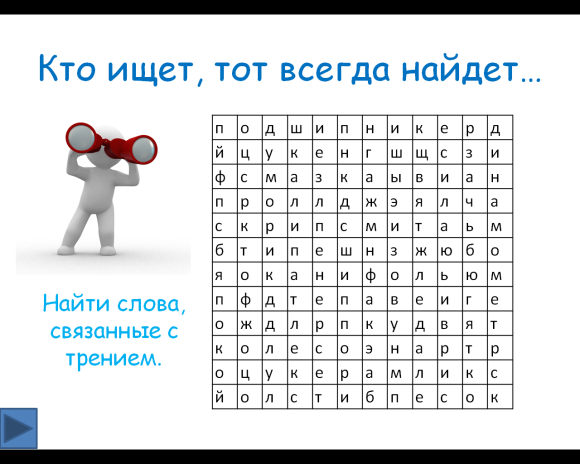 Кто ищет, тот всегда найдет...
п о д ш и п н и к е р д
й ц у к е н г ш щ с з и
ф с м а з к а ы в и а н
п р о л л д ж э я л ч а
с к р и п с м и т а ь м
б т и п е ш н з ж ю б о
я о к а н и ф о л ь ю м
п ф д т е п а в е и г е
о ж д л р п к у д в я т
к о л е с о э н а р т р
о ц у к е р а м л и к с
й о л с т и б п е с о к
Найти слова,
связанные с
трением.